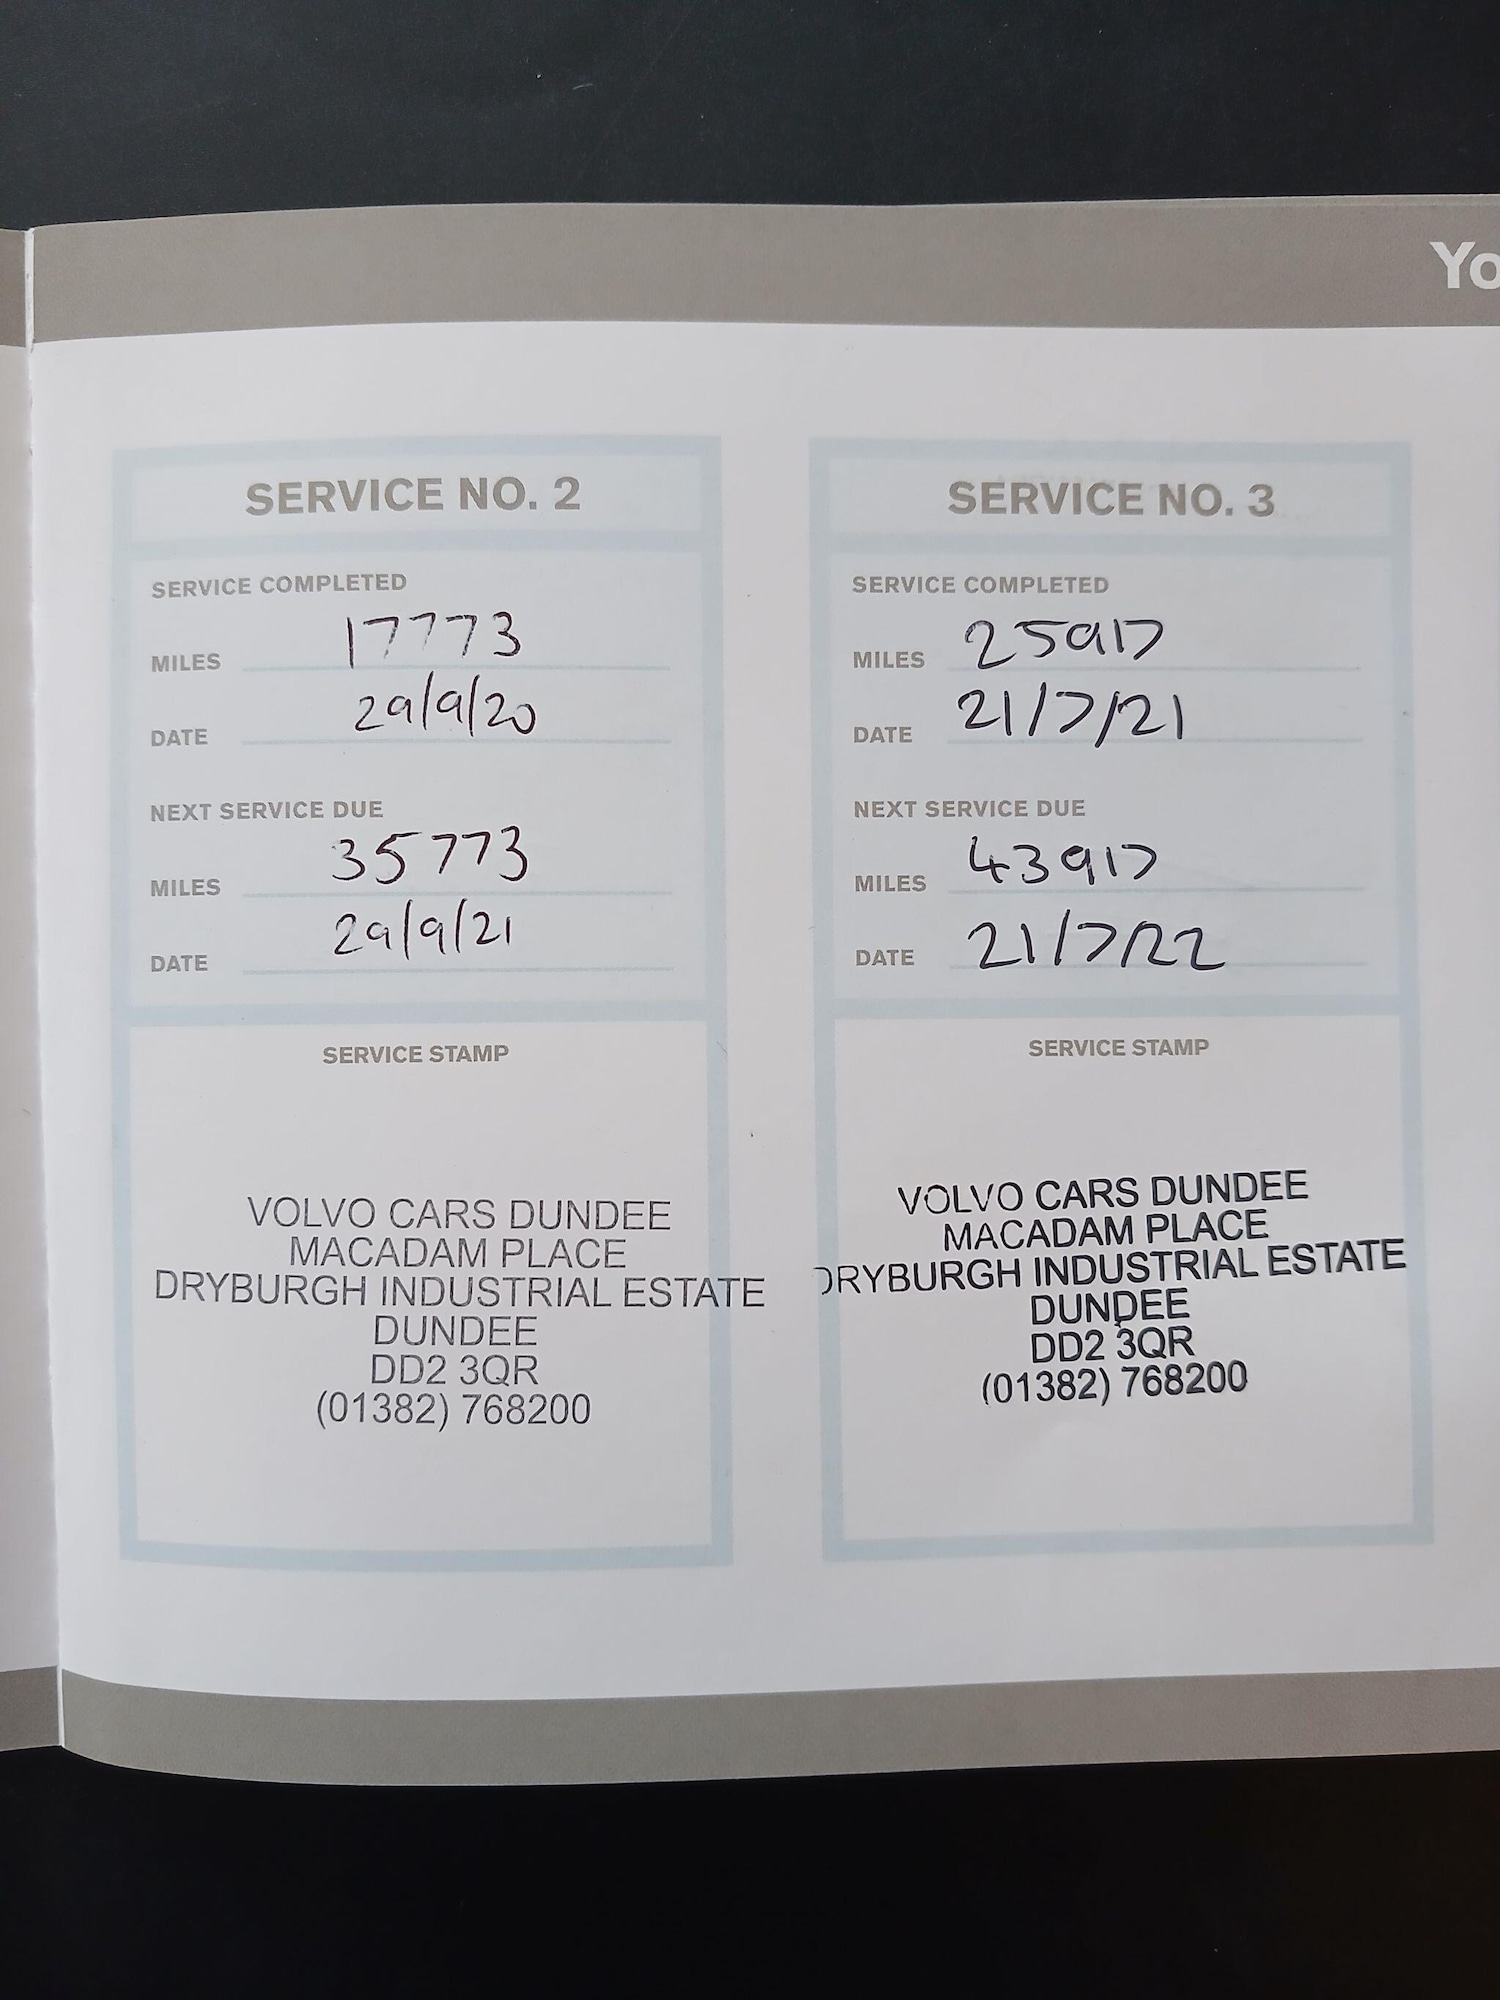 Yo
SERVICE NO. 2
SERVICE COMPLETED
MILES 17773
DATE 29/9/20
NEXT SERVICE DUE
MILES 35773
DATE 29/9/21
SERVICE STAMP
VOLVO CARS DUNDEE
MACADAM PLACE
DRYBURGH INDUSTRIAL ESTATE
DUNDEE
DD2 3QR
(01382) 768200
SERVICE NO. 3
SERVICE COMPLETED
MILES 25917
DATE 21/7/21
NEXT SERVICE DUE
MILES 43917
DATE 21/7/22
SERVICE STAMP
VOLVO CARS DUNDEE
MACADAM PLACE
DRYBURGH INDUSTRIAL ESTATE
DUNDEE
DD2 3QR
(01382) 768200